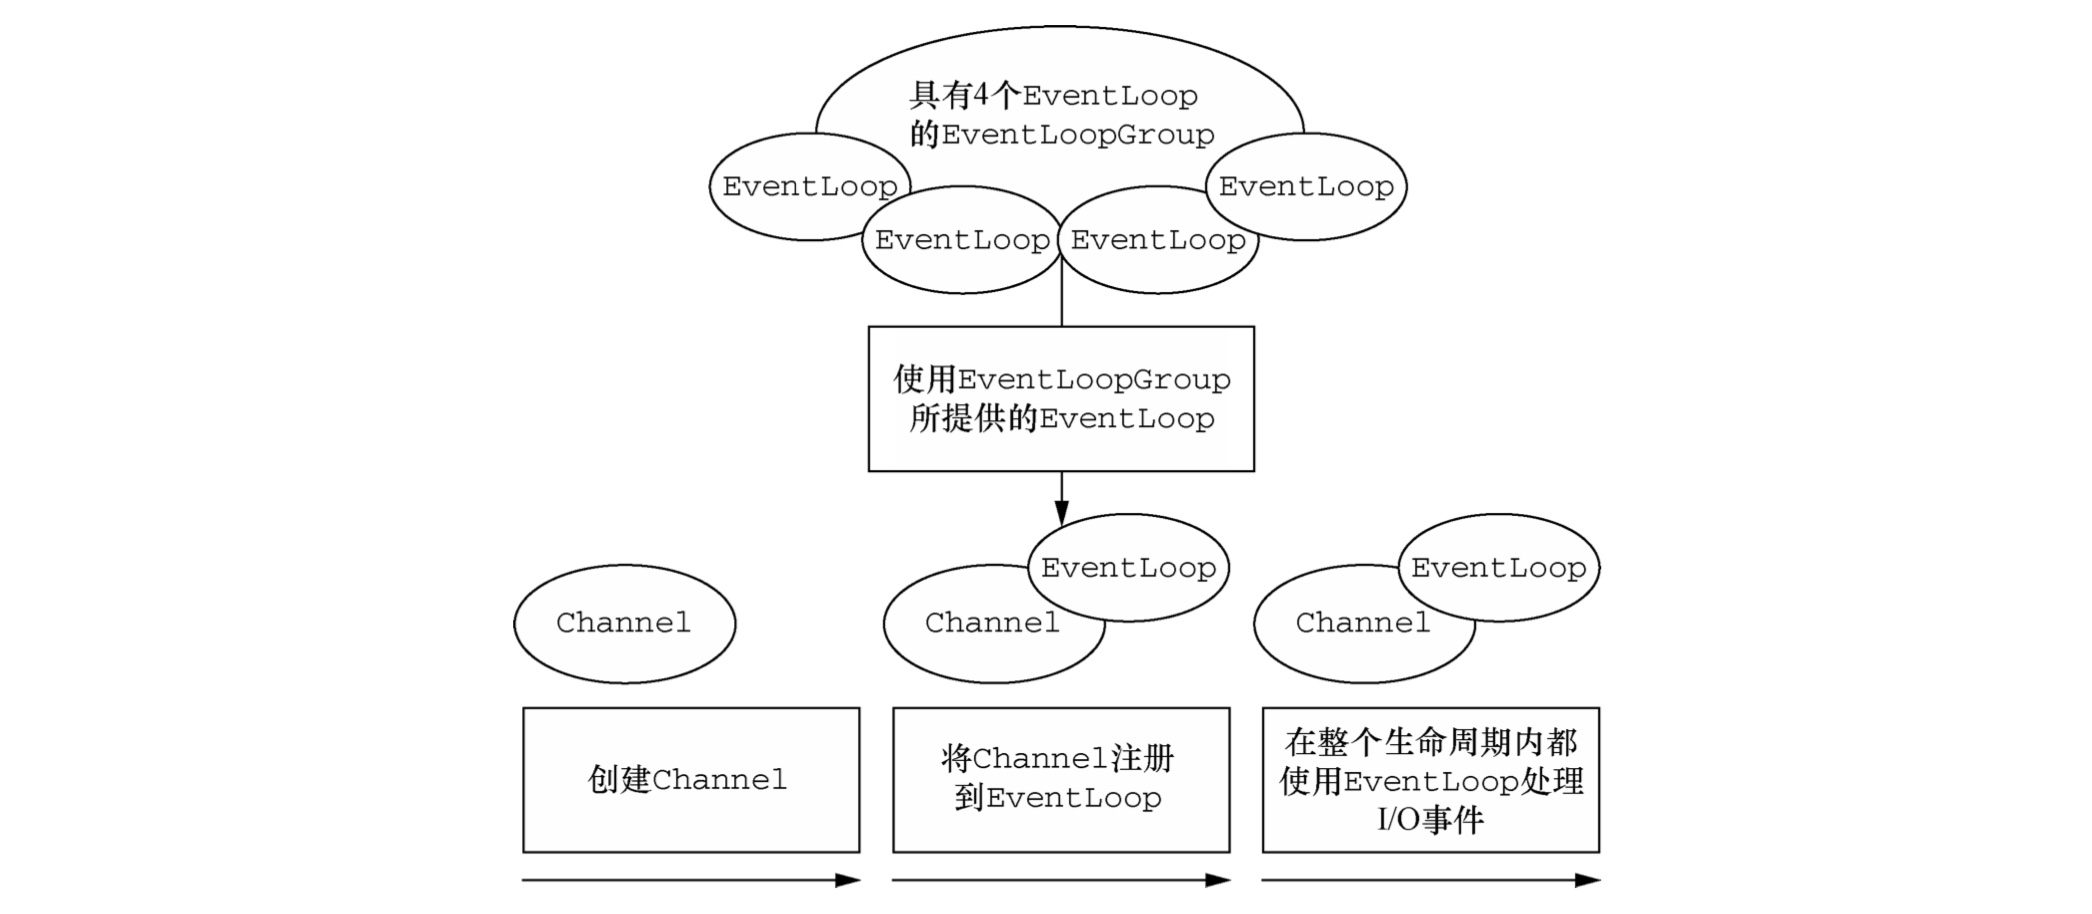 具有4个EventLoop
的EventLoopGroup
EventLoop
EventLoop
EventLoop
EventLoop
使用EventLoopGroup
所提供的EventLoop
EventLoop
EventLoop
Channel
Channel
Channel
创建Channel
将Channel注册
到EventLoop
在整个生命周期内都
使用EventLoop处理
I/O事件